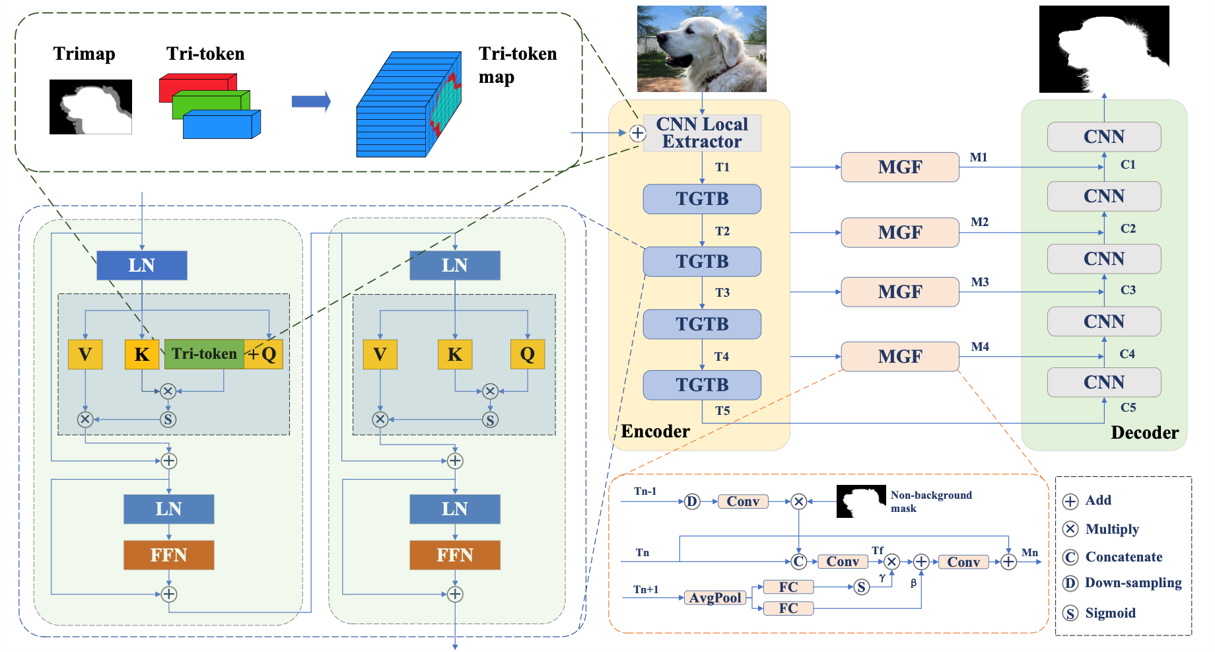 Trimap
Tri-token
Tri-token
map
CNN Local
Extractor
T1
TGTB
T2
TGTB
T3
TGTB
T4
TGTB
T5
Encoder
MGF
M1
MGF
M2
MGF
M3
MGF
M4
CNN
C1
CNN
C2
CNN
C3
CNN
C4
CNN
C5
Decoder
LN
V
K
Tri-token
+Q
S
LN
FFN
LN
V
K
Q
S
LN
FFN
Tn-1
D
Conv
Non-background
mask
Tn
C
Conv
Tf
γ
β
Conv
Mn
Tn+1
AvgPool
FC
S
FC
Add
Multiply
C Concatenate
D Down-sampling
S Sigmoid